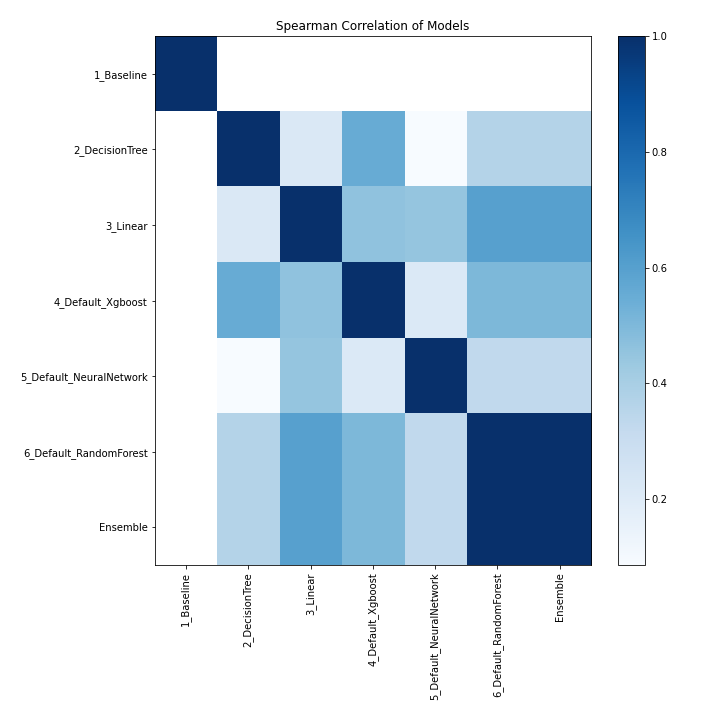 Spearman Correlation of Models
1_Baseline
2_DecisionTree
3_Linear
4_Default_Xgboost
5_Default_NeuralNetwork
6_Default_RandomForest
Ensemble
1_Baseline
2_DecisionTree
3_Linear
4_Default_Xgboost
5_Default_NeuralNetwork
6_Default_RandomForest
Ensemble
1.0
0.8
0.6
0.4
0.2